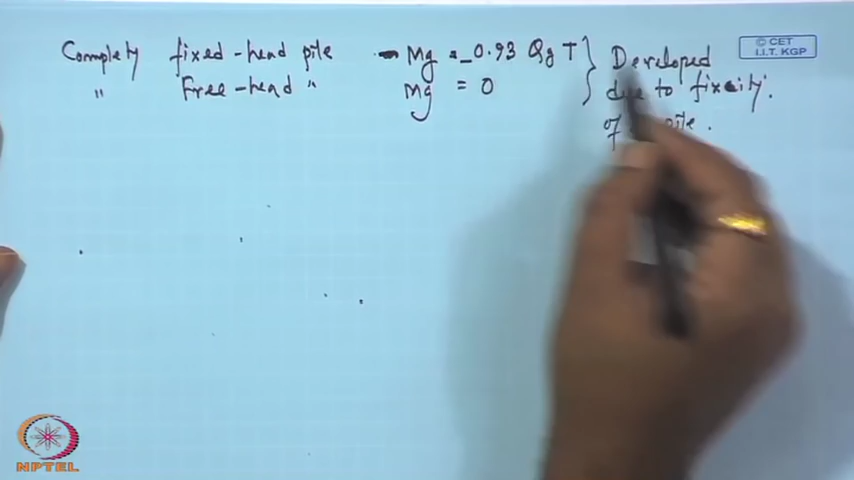 Completly fixed-head pile - Mg = -0.93 Qg T } Developed
" Free-head " Mg = 0 due to fixity.
of pile.
© CET
I.I.T. KGP
NPTEL